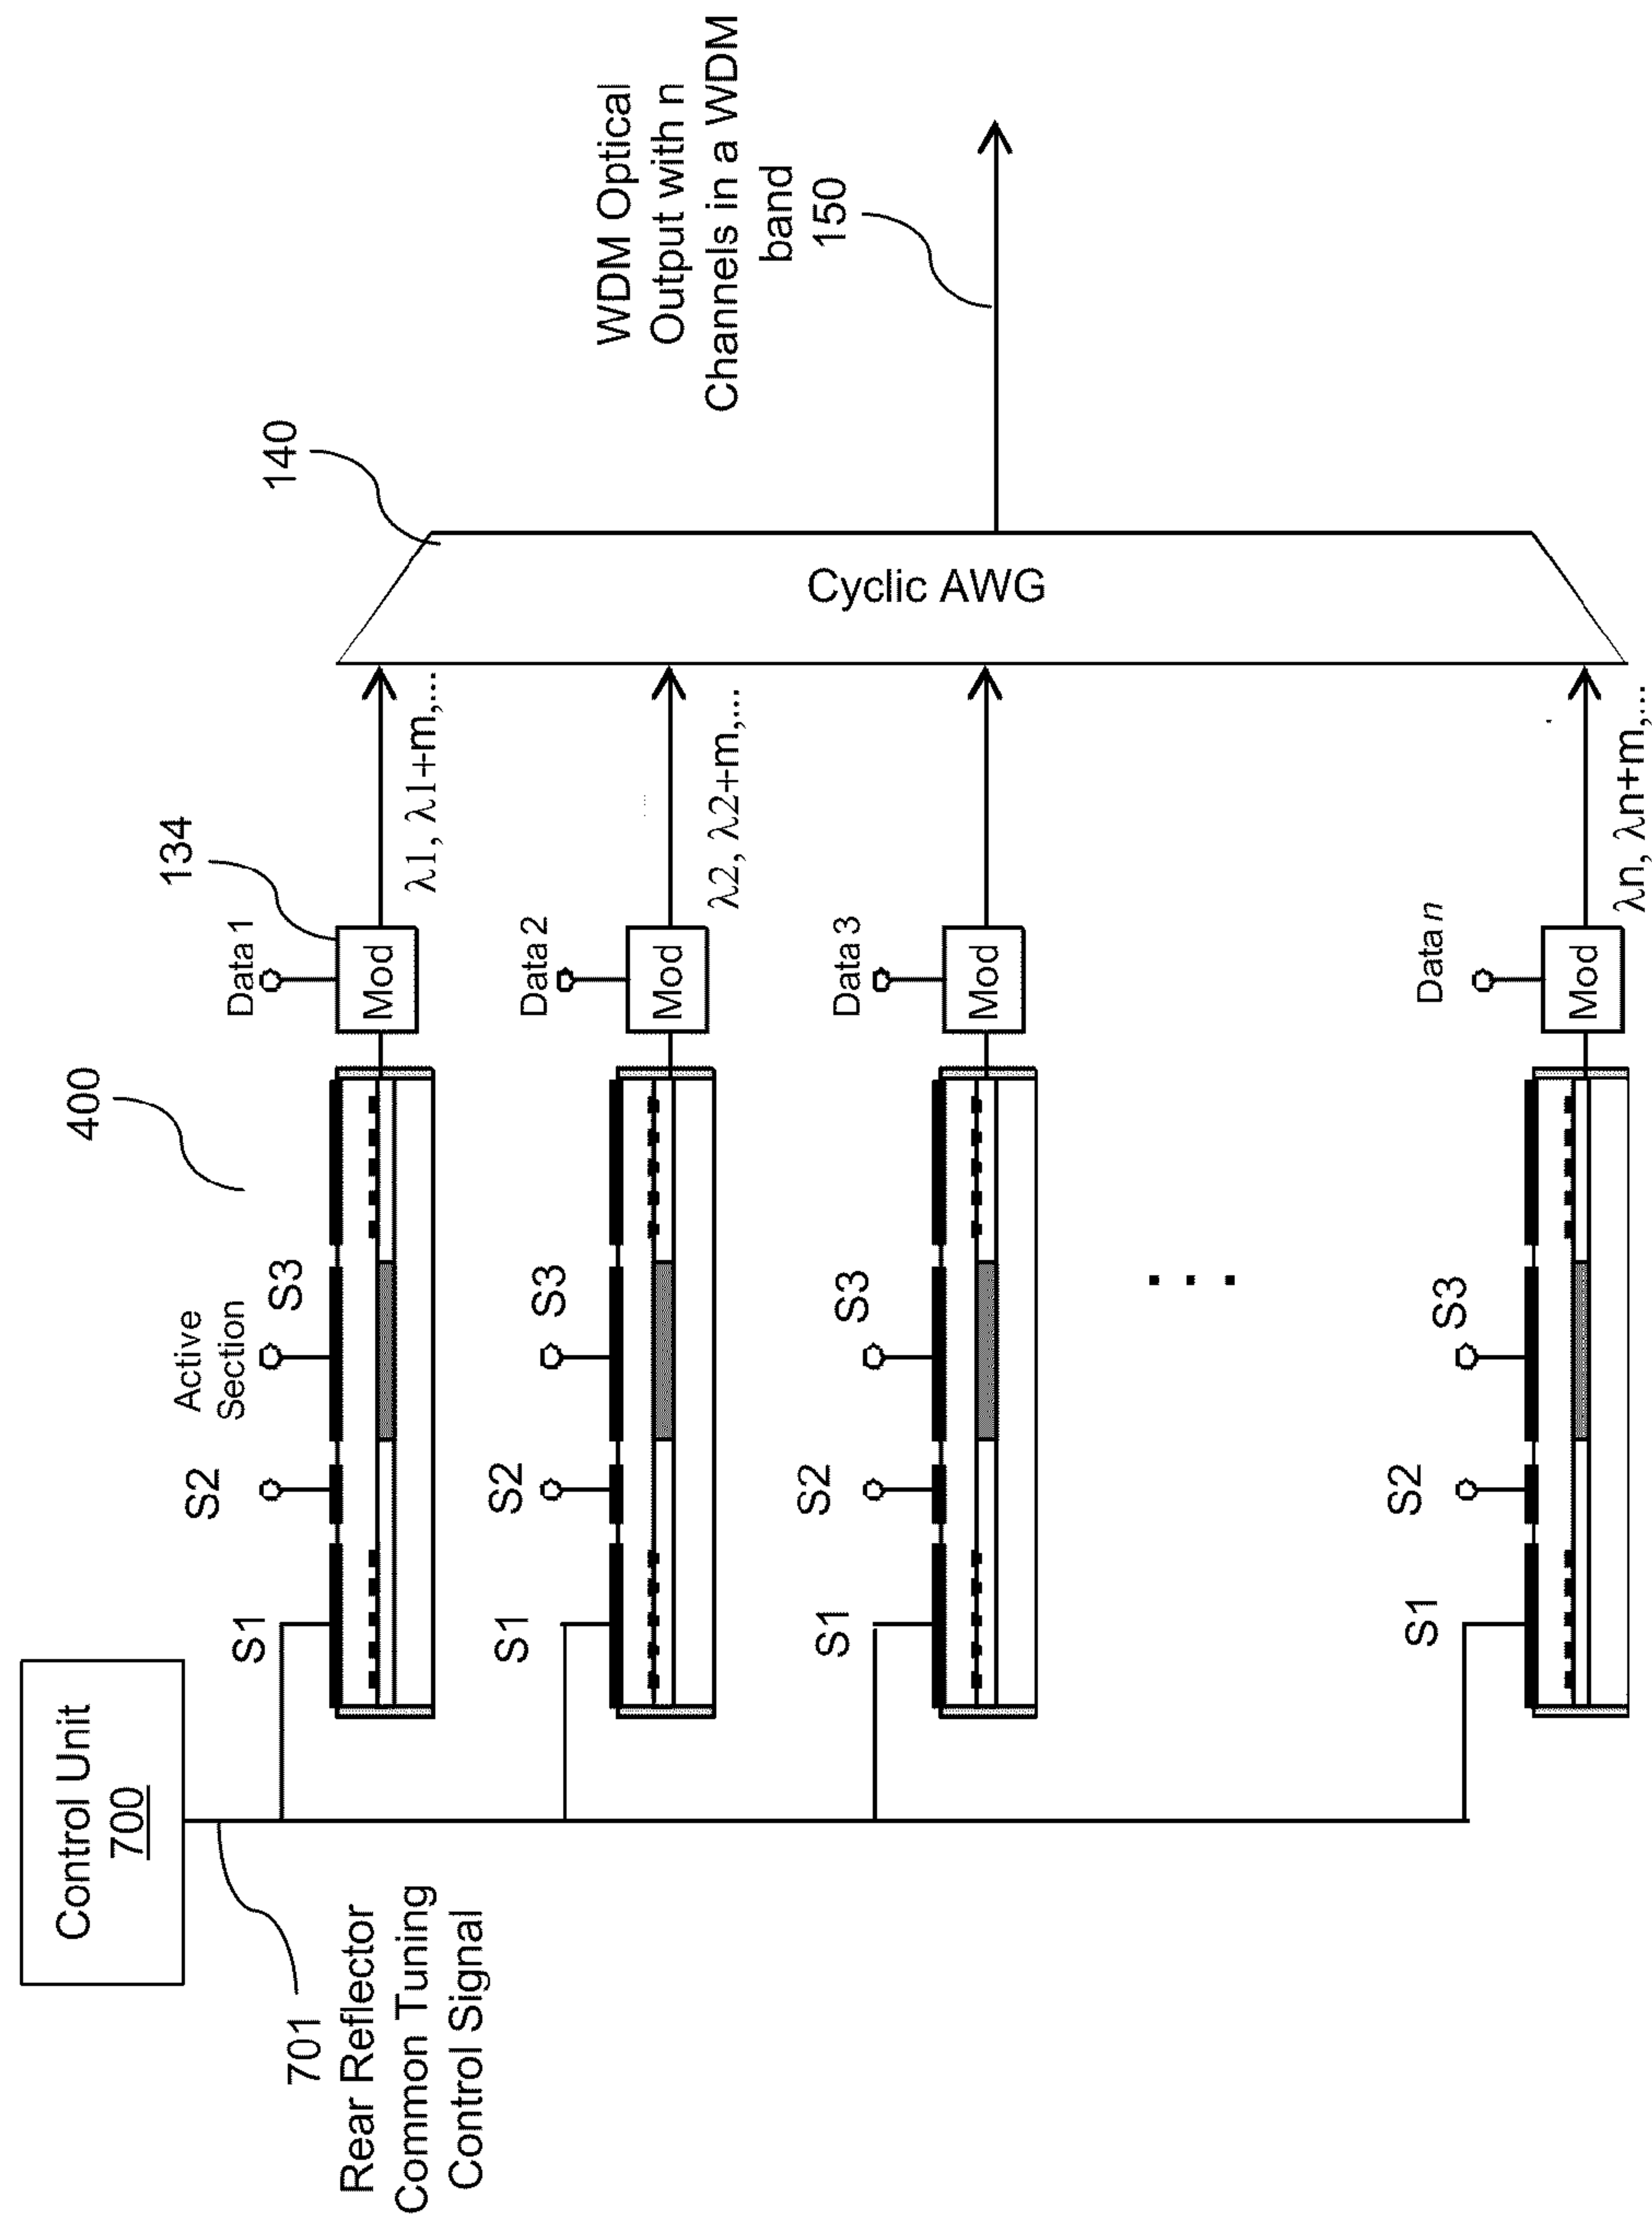 Control Unit
700
701
Rear Reflector
Common Tuning
Control Signal
S1
S2
Active
Section
S3
400
Data 1
Mod
134
λ1, λ1+m,...
S1
S2
S3
Data 2
Mod
λ2, λ2+m,...
S1
S2
S3
Data 3
Mod
. . .
S1
S2
S3
Data n
Mod
λn, λn+m,...
140
Cyclic AWG
WDM Optical
Output with n
Channels in a WDM
band
150